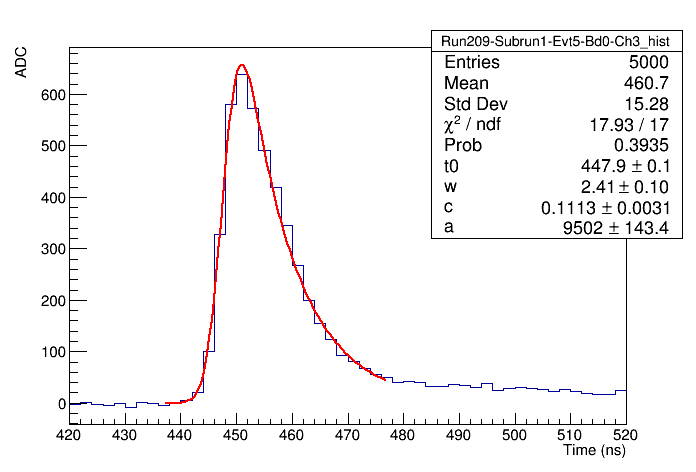 Run209-Subrun1-Evt5-Bd0-Ch3_hist
Entries 5000
Mean 460.7
Std Dev 15.28
χ² / ndf 17.93 / 17
Prob 0.3935
t0 447.9 ± 0.1
w 2.41 ± 0.10
c 0.1113 ± 0.0031
a 9502 ± 143.4
ADC
600
500
400
300
200
100
0
420 430 440 450 460 470 480 490 500 510 520
Time (ns)